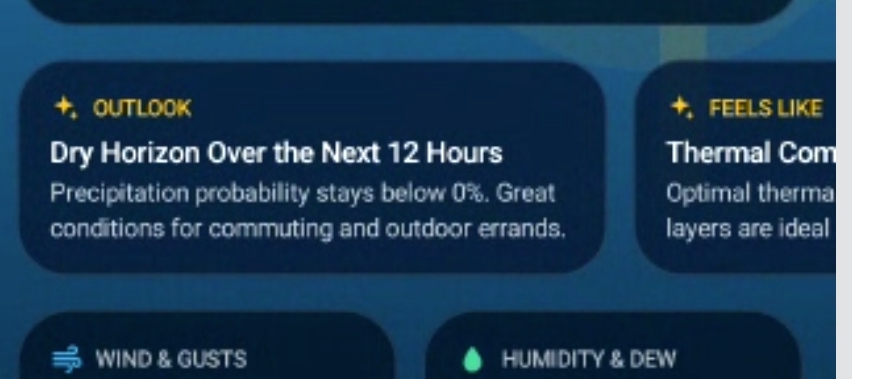 OUTLOOK
Dry Horizon Over the Next 12 Hours
Precipitation probability stays below 0%. Great
conditions for commuting and outdoor errands.
FEELS LIKE
Thermal Com
Optimal therma
layers are ideal
WIND & GUSTS
HUMIDITY & DEW